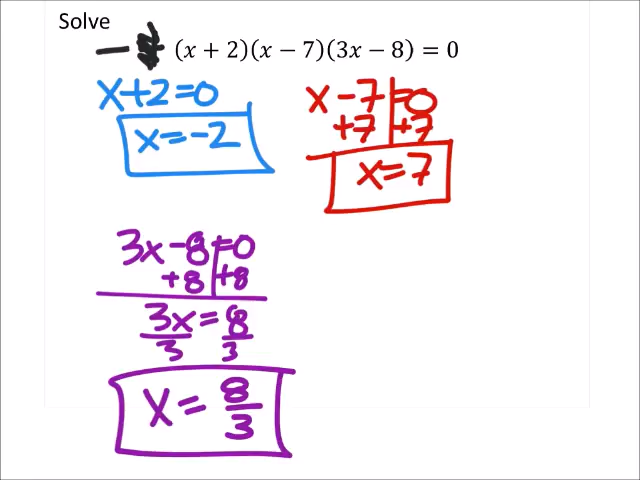 Solve
(x + 2)(x − 7)(3x − 8) = 0
x+2=0
x=-2
x-7=0
+7 +7
x=7
3x-8=0
+8 +8
3x=8
3 3
x=8/3